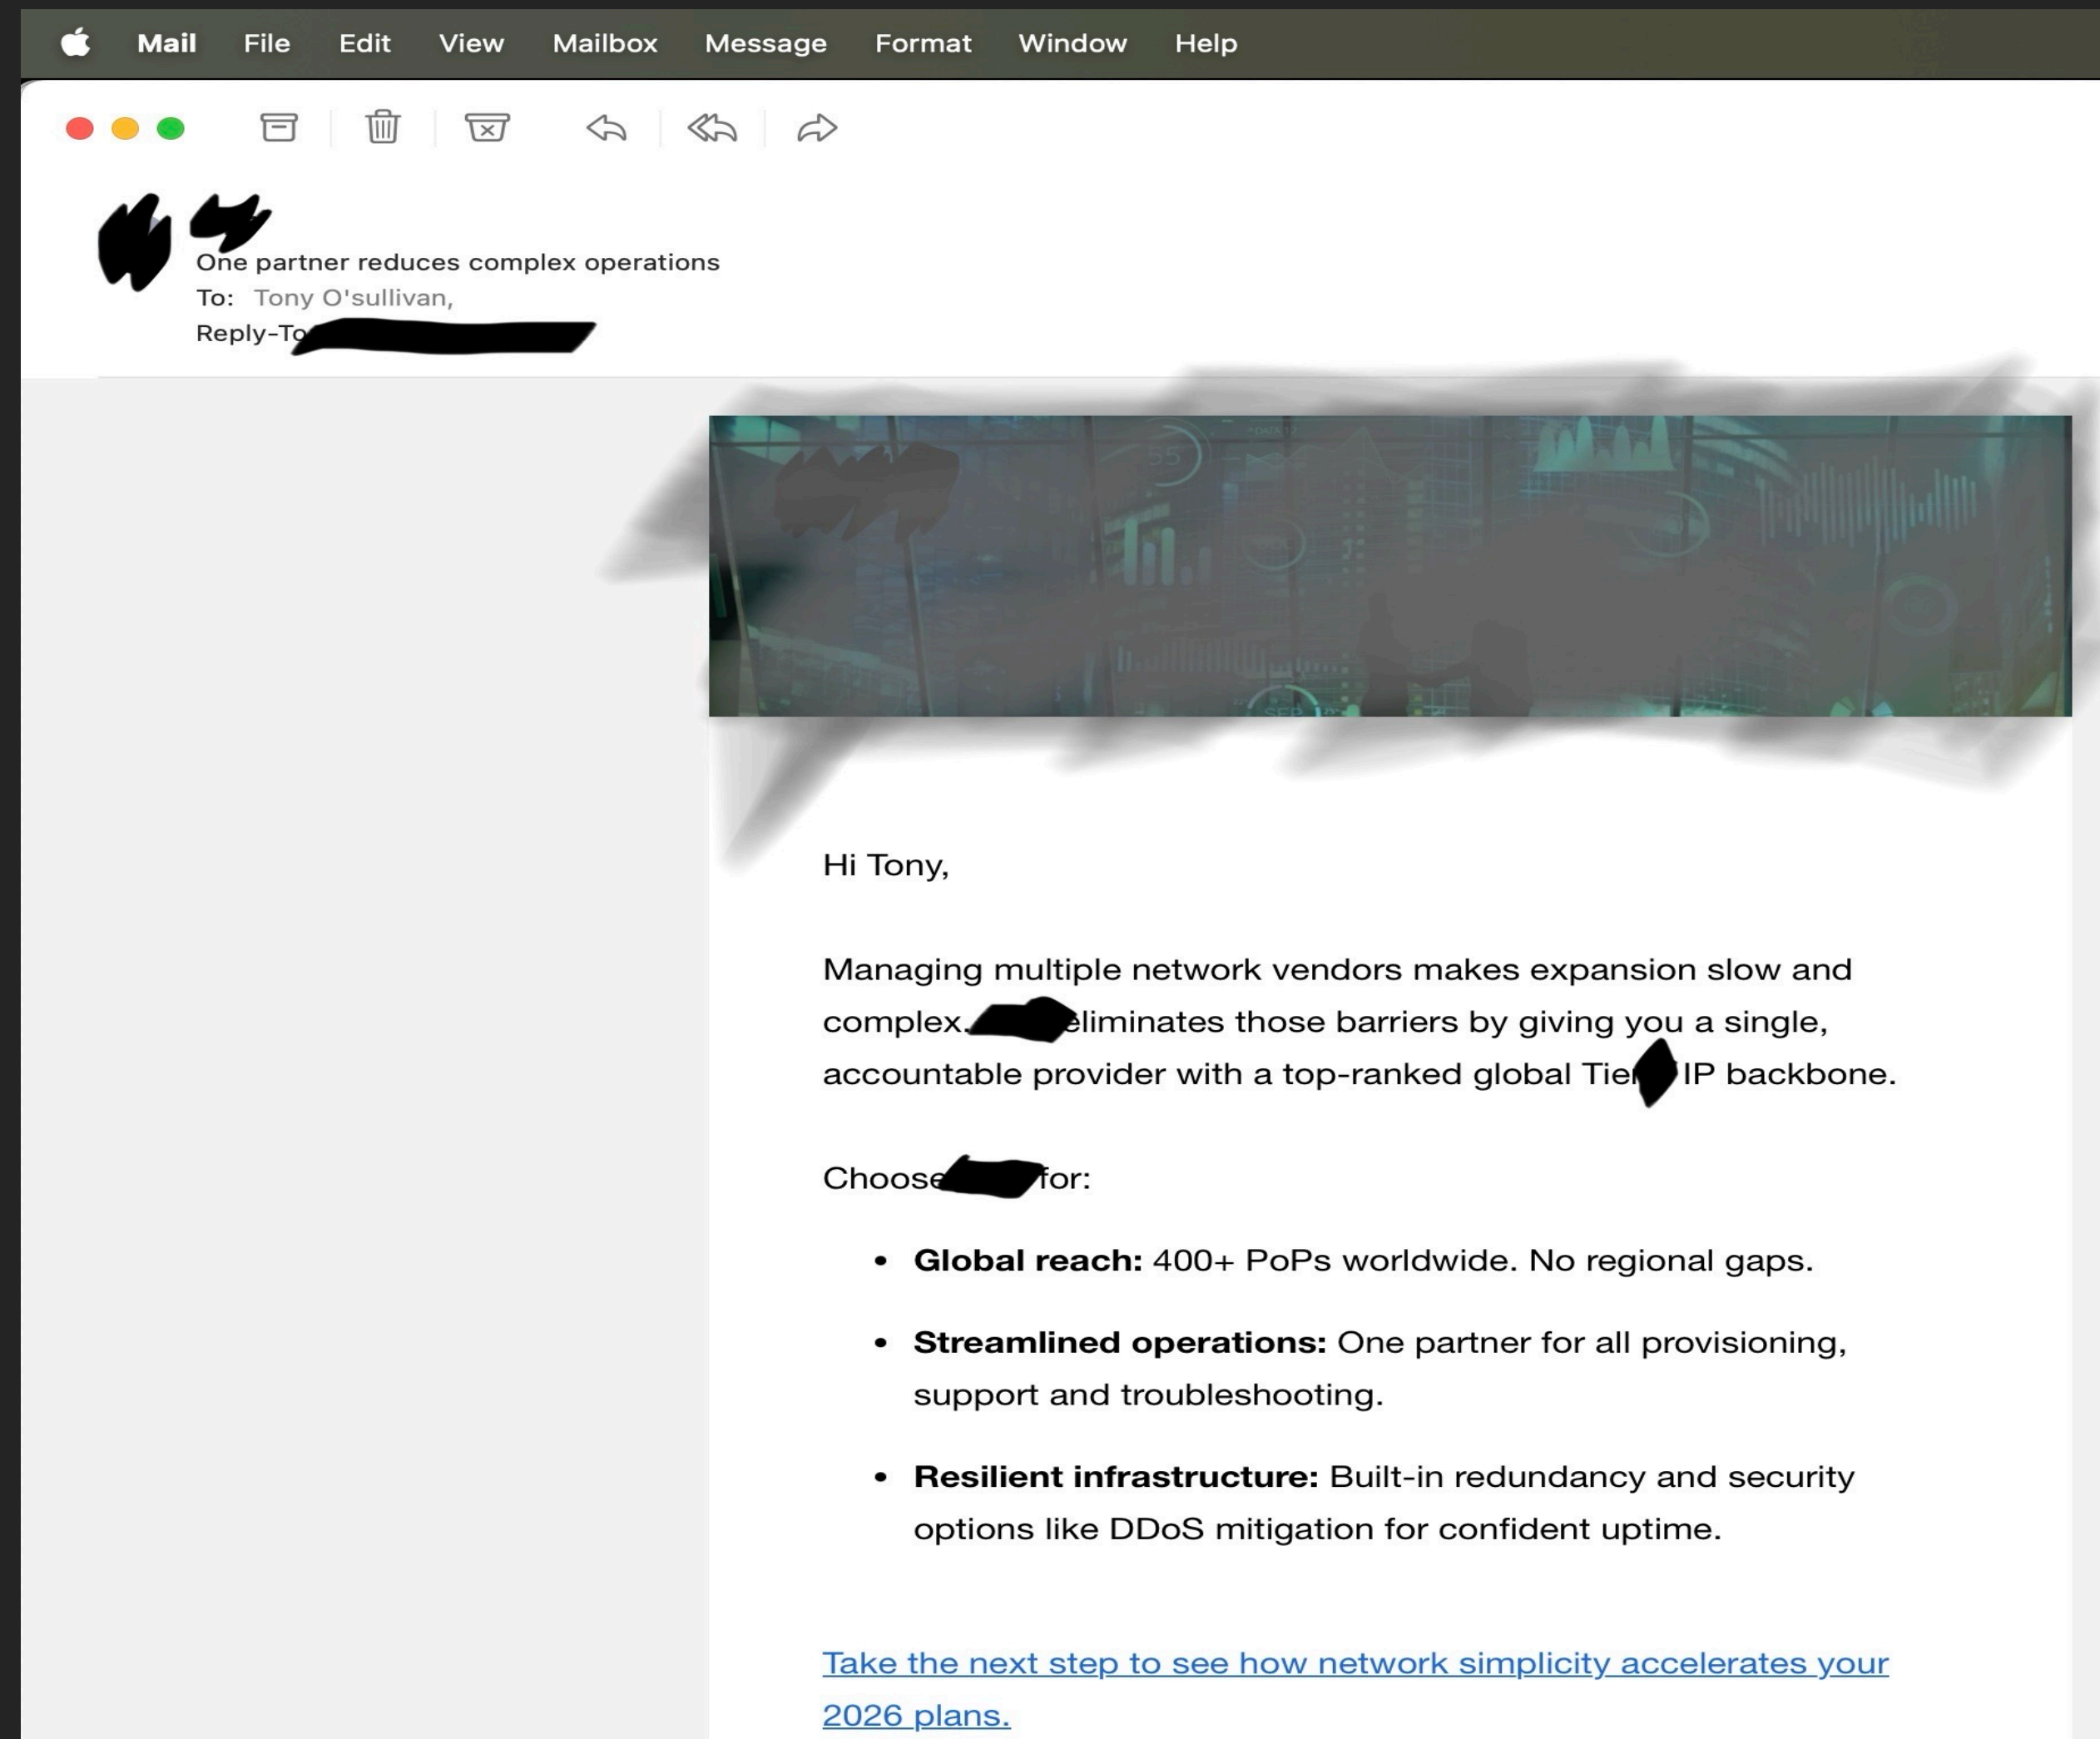 Mail File Edit View Mailbox Message Format Window Help
One partner reduces complex operations
To: Tony O'sullivan,
Reply-To
55
SEP
Hi Tony,
Managing multiple network vendors makes expansion slow and
complex. eliminates those barriers by giving you a single,
accountable provider with a top-ranked global Tier IP backbone.
Choose for:
• Global reach: 400+ PoPs worldwide. No regional gaps.
• Streamlined operations: One partner for all provisioning,
support and troubleshooting.
• Resilient infrastructure: Built-in redundancy and security
options like DDoS mitigation for confident uptime.
Take the next step to see how network simplicity accelerates your
2026 plans.